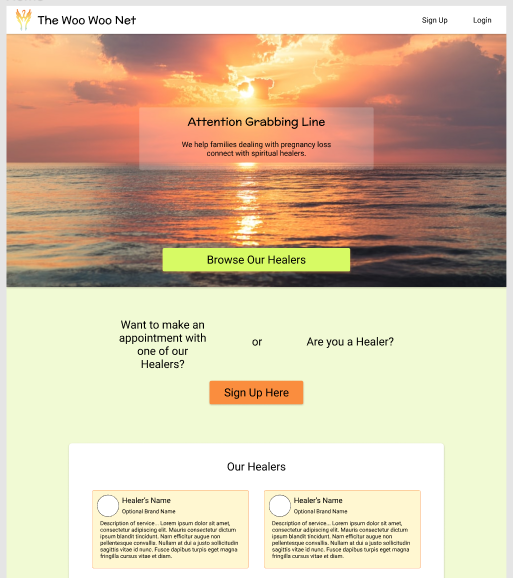 The Woo Woo Net
Sign Up
Login
Attention Grabbing Line
We help families dealing with pregnancy loss
connect with spiritual healers.
Browse Our Healers
Want to make an
appointment with
one of our
Healers?
or
Are you a Healer?
Sign Up Here
Our Healers
Healer's Name
Optional Brand Name
Description of service... Lorem ipsum dolor sit amet,
consectetur adipiscing elit. Mauris consectetur dictum
ipsum blandit tincidunt. Nam efficitur augue non
pellentesque convallis. Nullam at dui a justo sollicitudin
sagittis vitae id nunc. Fusce dapibus turpis eget magna
fringilla cursus vitae et diam.
Healer's Name
Optional Brand Name
Description of service... Lorem ipsum dolor sit amet,
consectetur adipiscing elit. Mauris consectetur dictum
ipsum blandit tincidunt. Nam efficitur augue non
pellentesque convallis. Nullam at dui a justo sollicitudin
sagittis vitae id nunc. Fusce dapibus turpis eget magna
fringilla cursus vitae et diam.